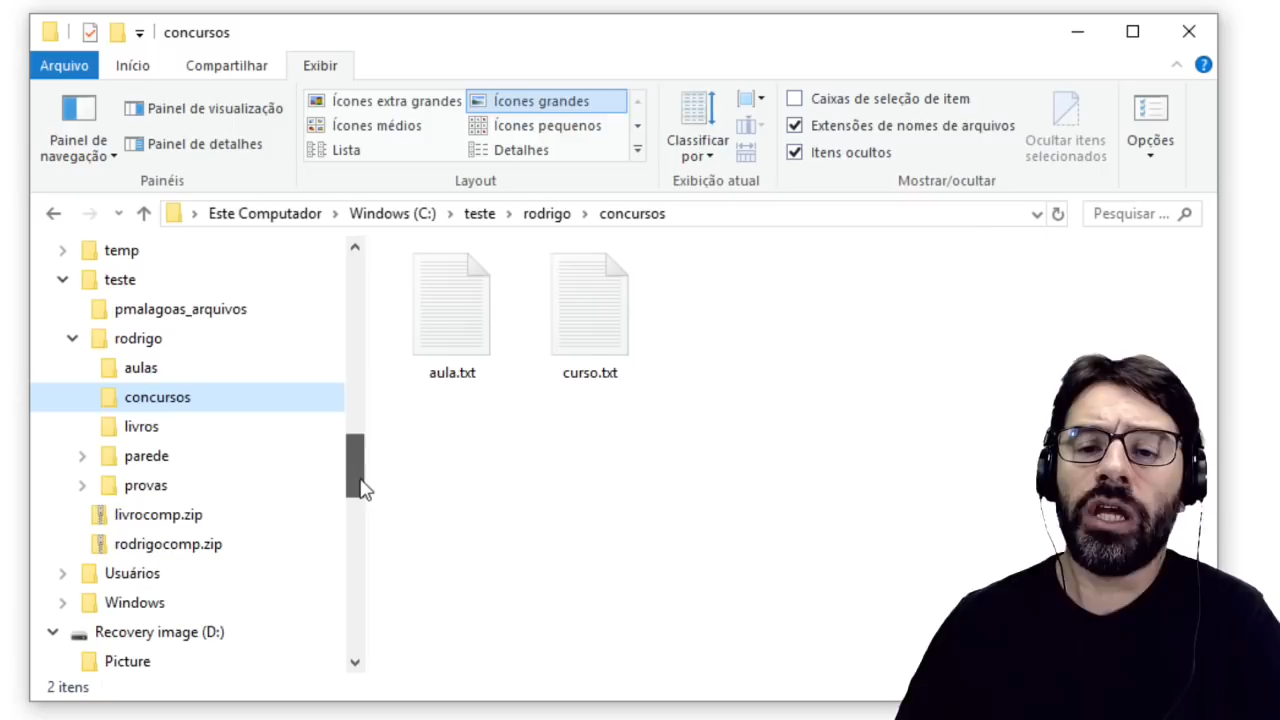 concursos
Arquivo Início Compartilhar Exibir ?
Painel de navegação
Painel de visualização
Painel de detalhes
Painéis
Ícones extra grandes Ícones grandes
Ícones médios Ícones pequenos
Lista Detalhes
Layout
Classificar por
Exibição atual
Caixas de seleção de item
Extensões de nomes de arquivos
Itens ocultos
Ocultar itens selecionados
Mostrar/ocultar
Opções
Este Computador Windows (C:) teste rodrigo concursos
Pesquisar ...
temp
teste
pmalagoas_arquivos
rodrigo
aulas
concursos
livros
parede
provas
livrocomp.zip
rodrigocomp.zip
Usuários
Windows
Recovery image (D:)
Picture
aula.txt curso.txt
2 itens